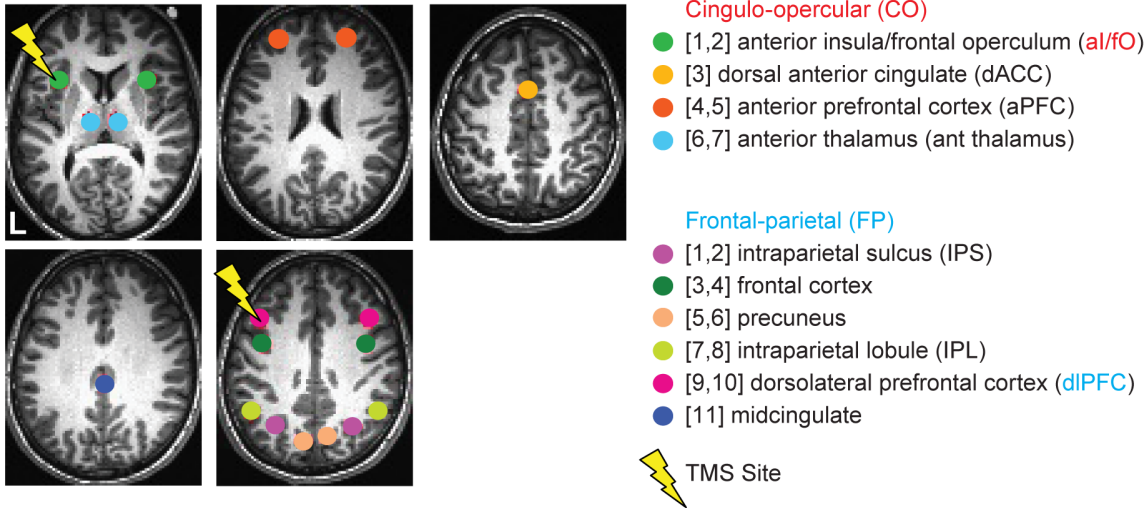 Cingulo-opercular (CO)
[1,2] anterior insula/frontal operculum (aI/fO)
[3] dorsal anterior cingulate (dACC)
[4,5] anterior prefrontal cortex (aPFC)
[6,7] anterior thalamus (ant thalamus)
L
Frontal-parietal (FP)
[1,2] intraparietal sulcus (IPS)
[3,4] frontal cortex
[5,6] precuneus
[7,8] intraparietal lobule (IPL)
[9,10] dorsolateral prefrontal cortex (dlPFC)
[11] midcingulate
TMS Site